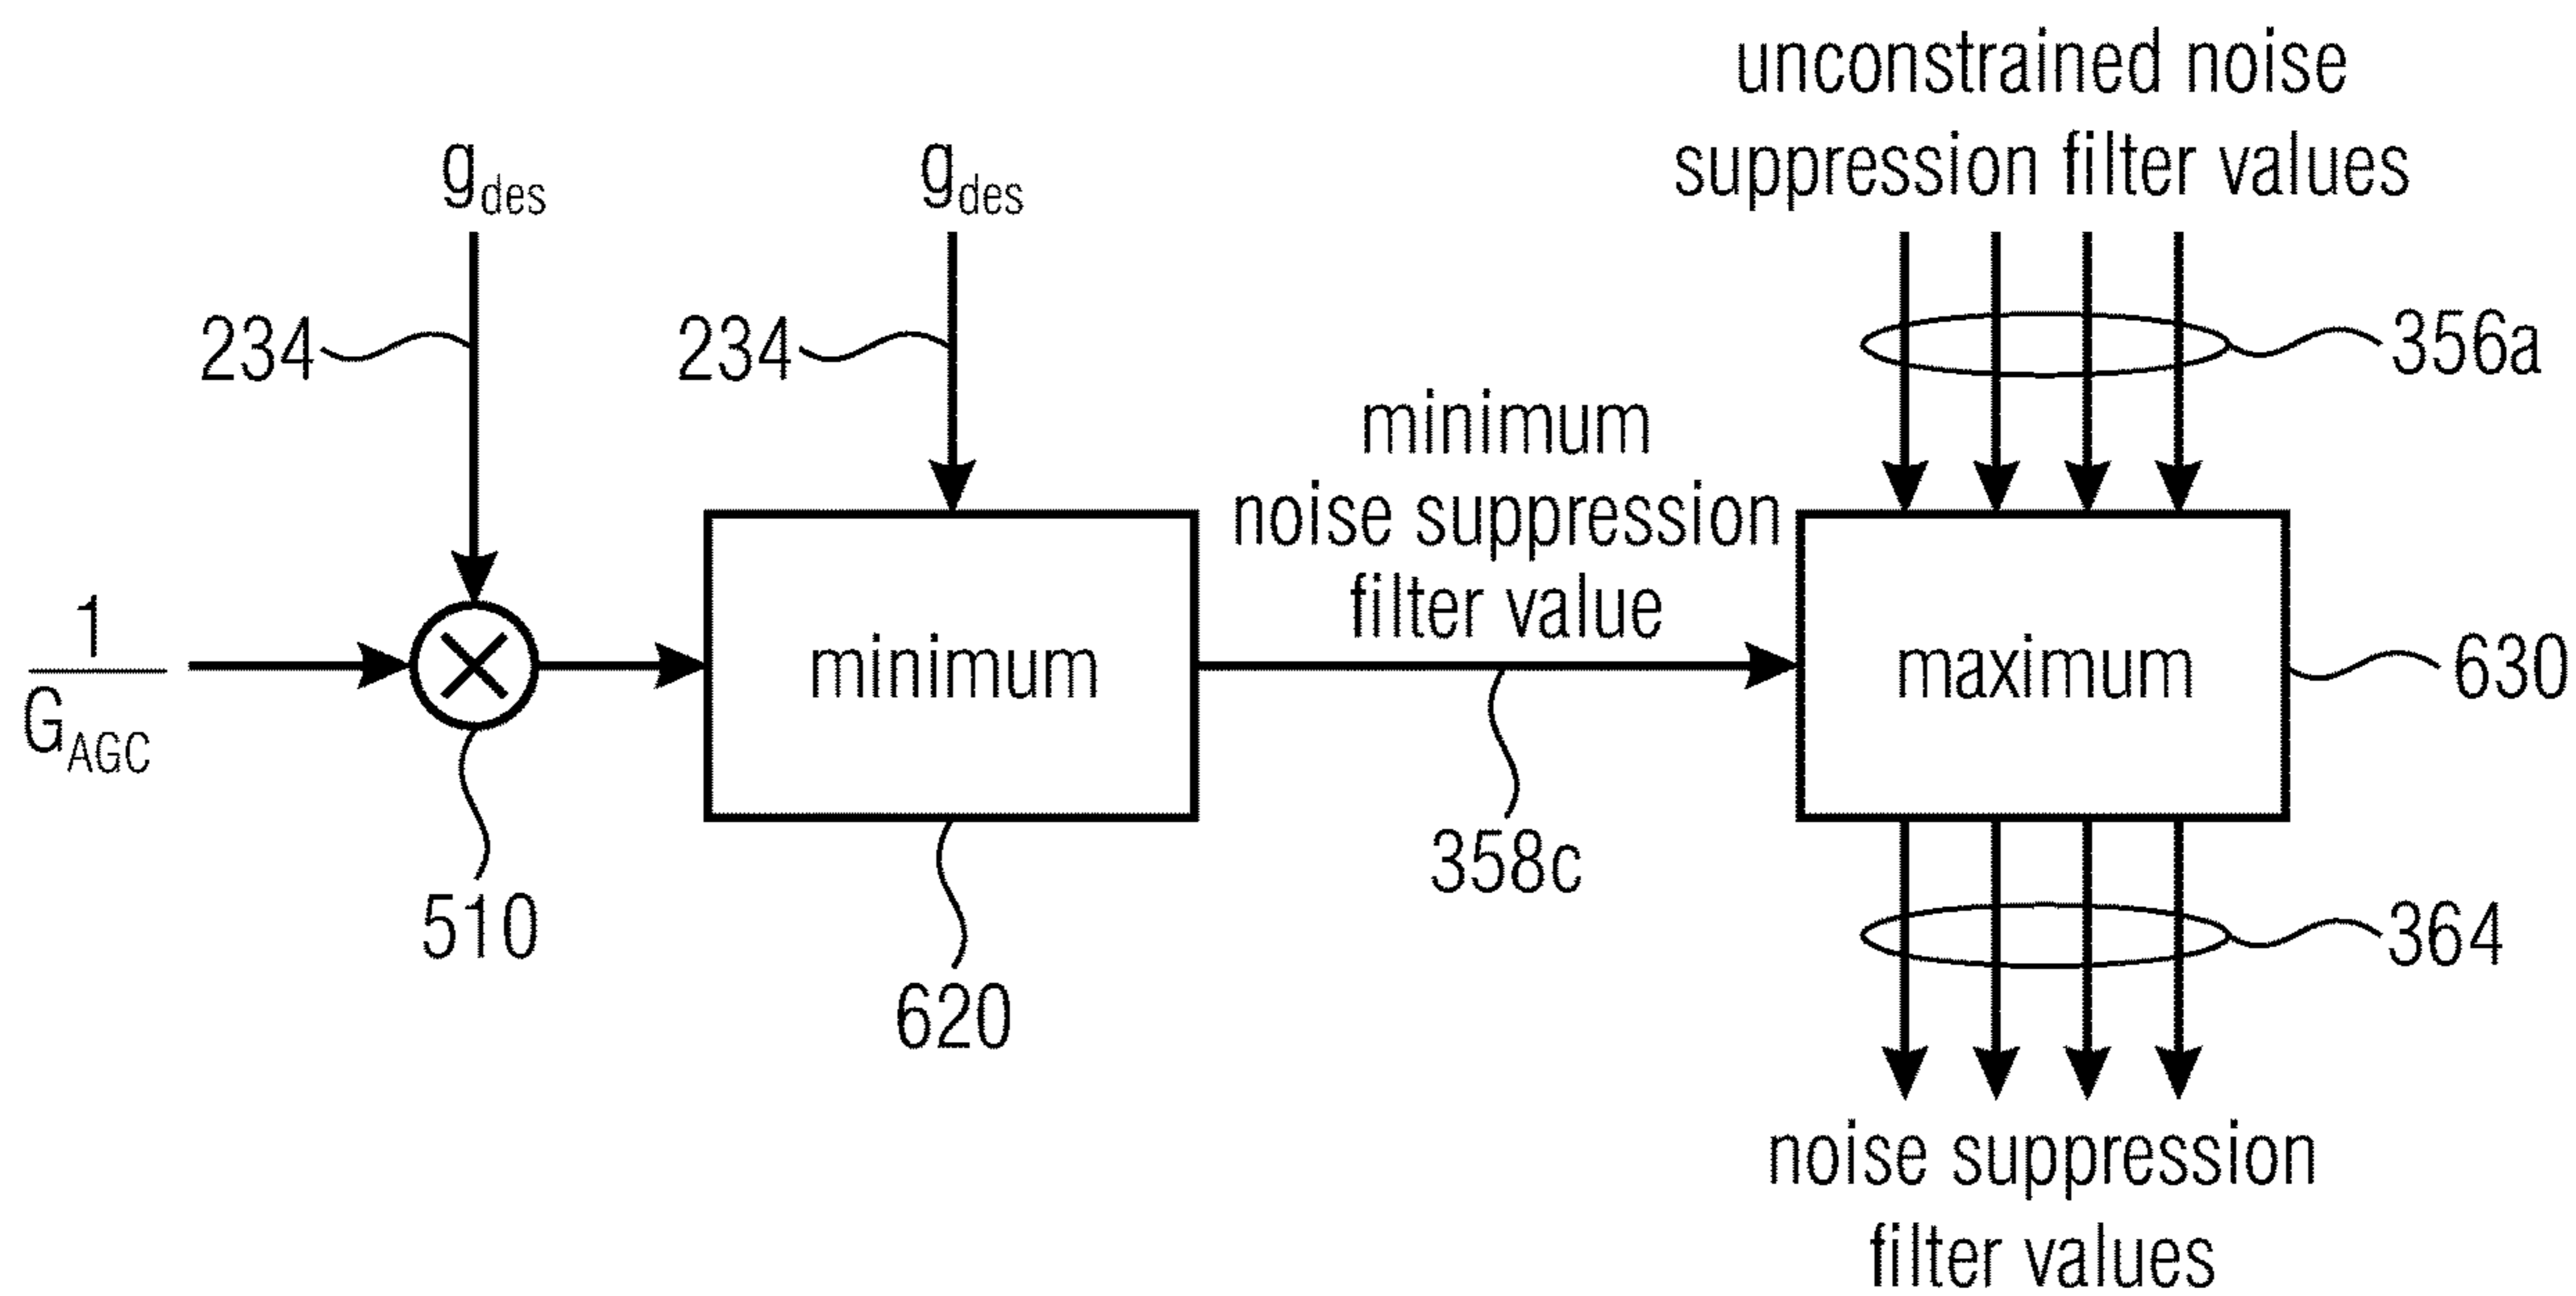 unconstrained noise
suppression filter values
g_des
g_des
234
234
356a
minimum
noise suppression
filter value
1
G_AGC
minimum
maximum
630
358c
510
620
364
noise suppression
filter values